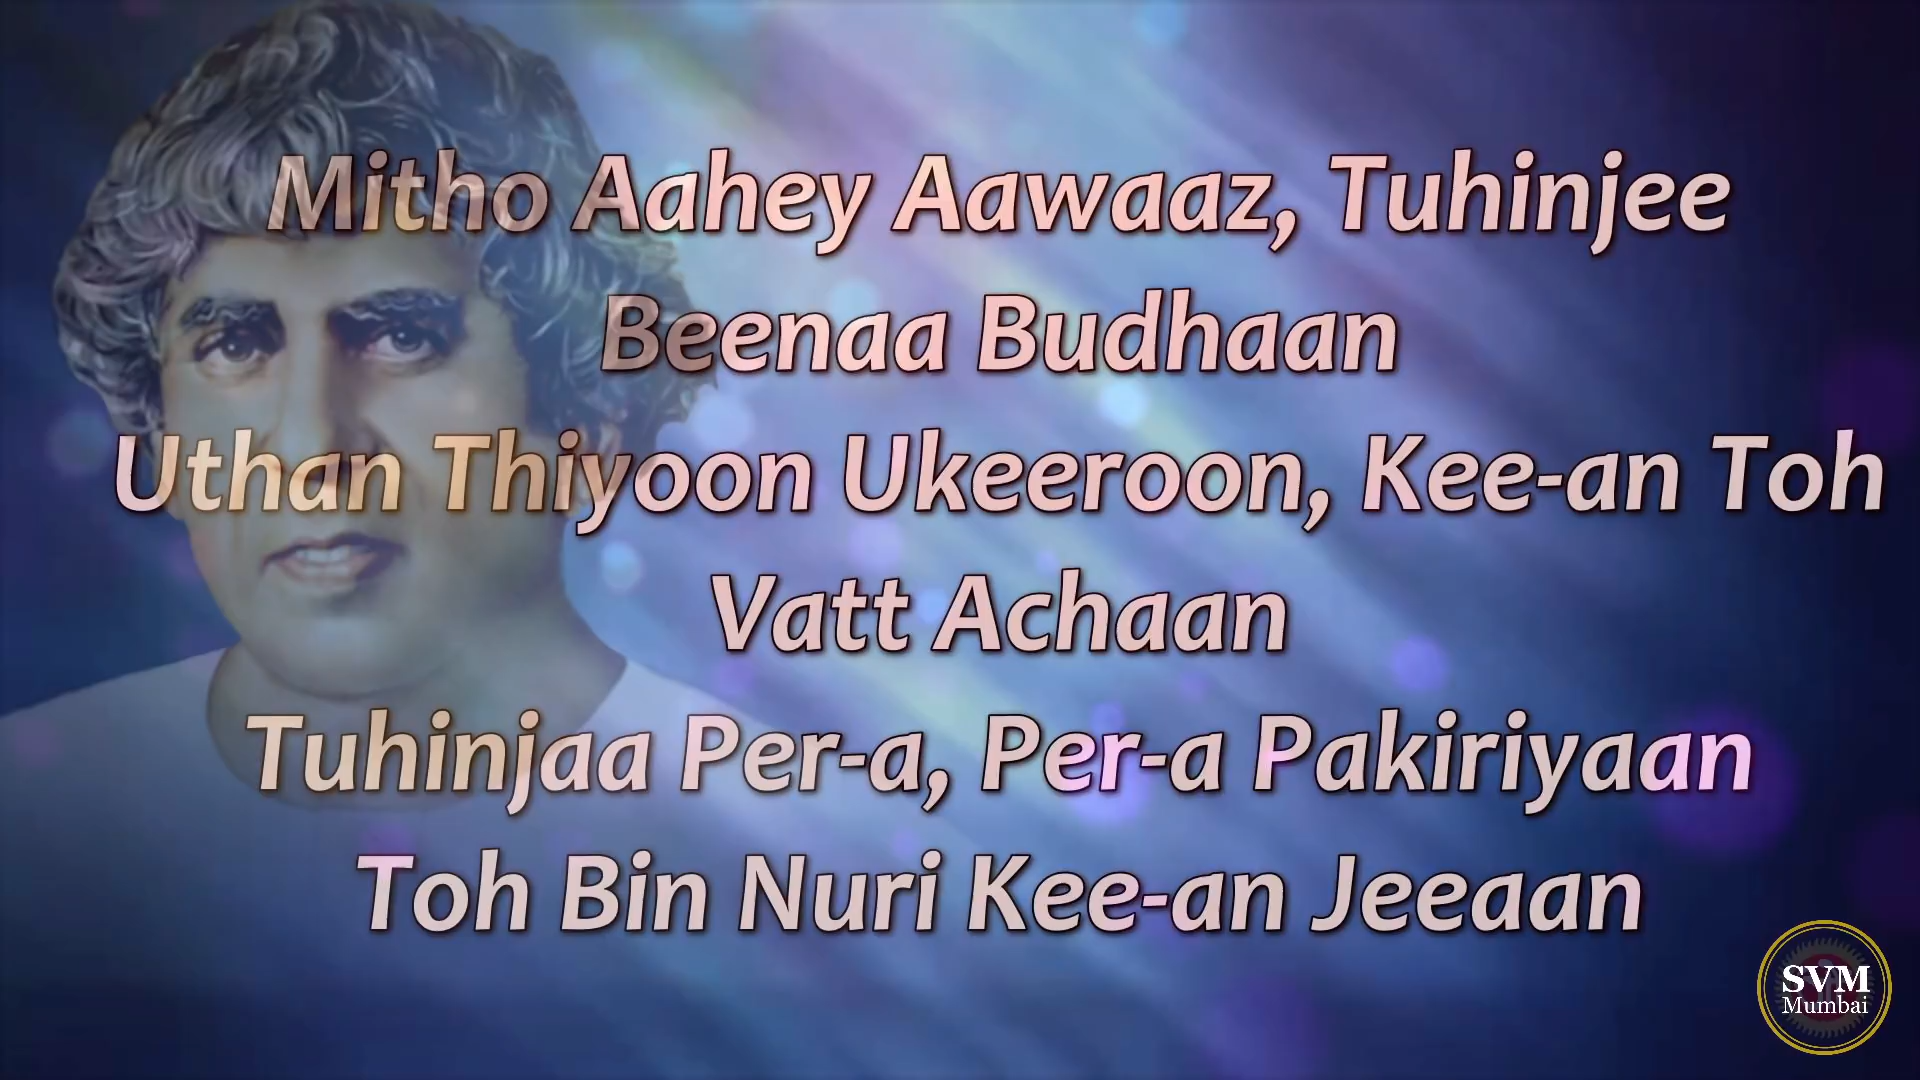 Mitho Aahey Aawaaz, Tuhinjee
Beenaa Budhaan
Uthan Thiyoon Ukeeroon, Kee-an Toh
Vatt Achaan
Tuhinjaa Per-a, Per-a Pakiriyaan
Toh Bin Nuri Kee-an Jeeaan
SVM
Mumbai